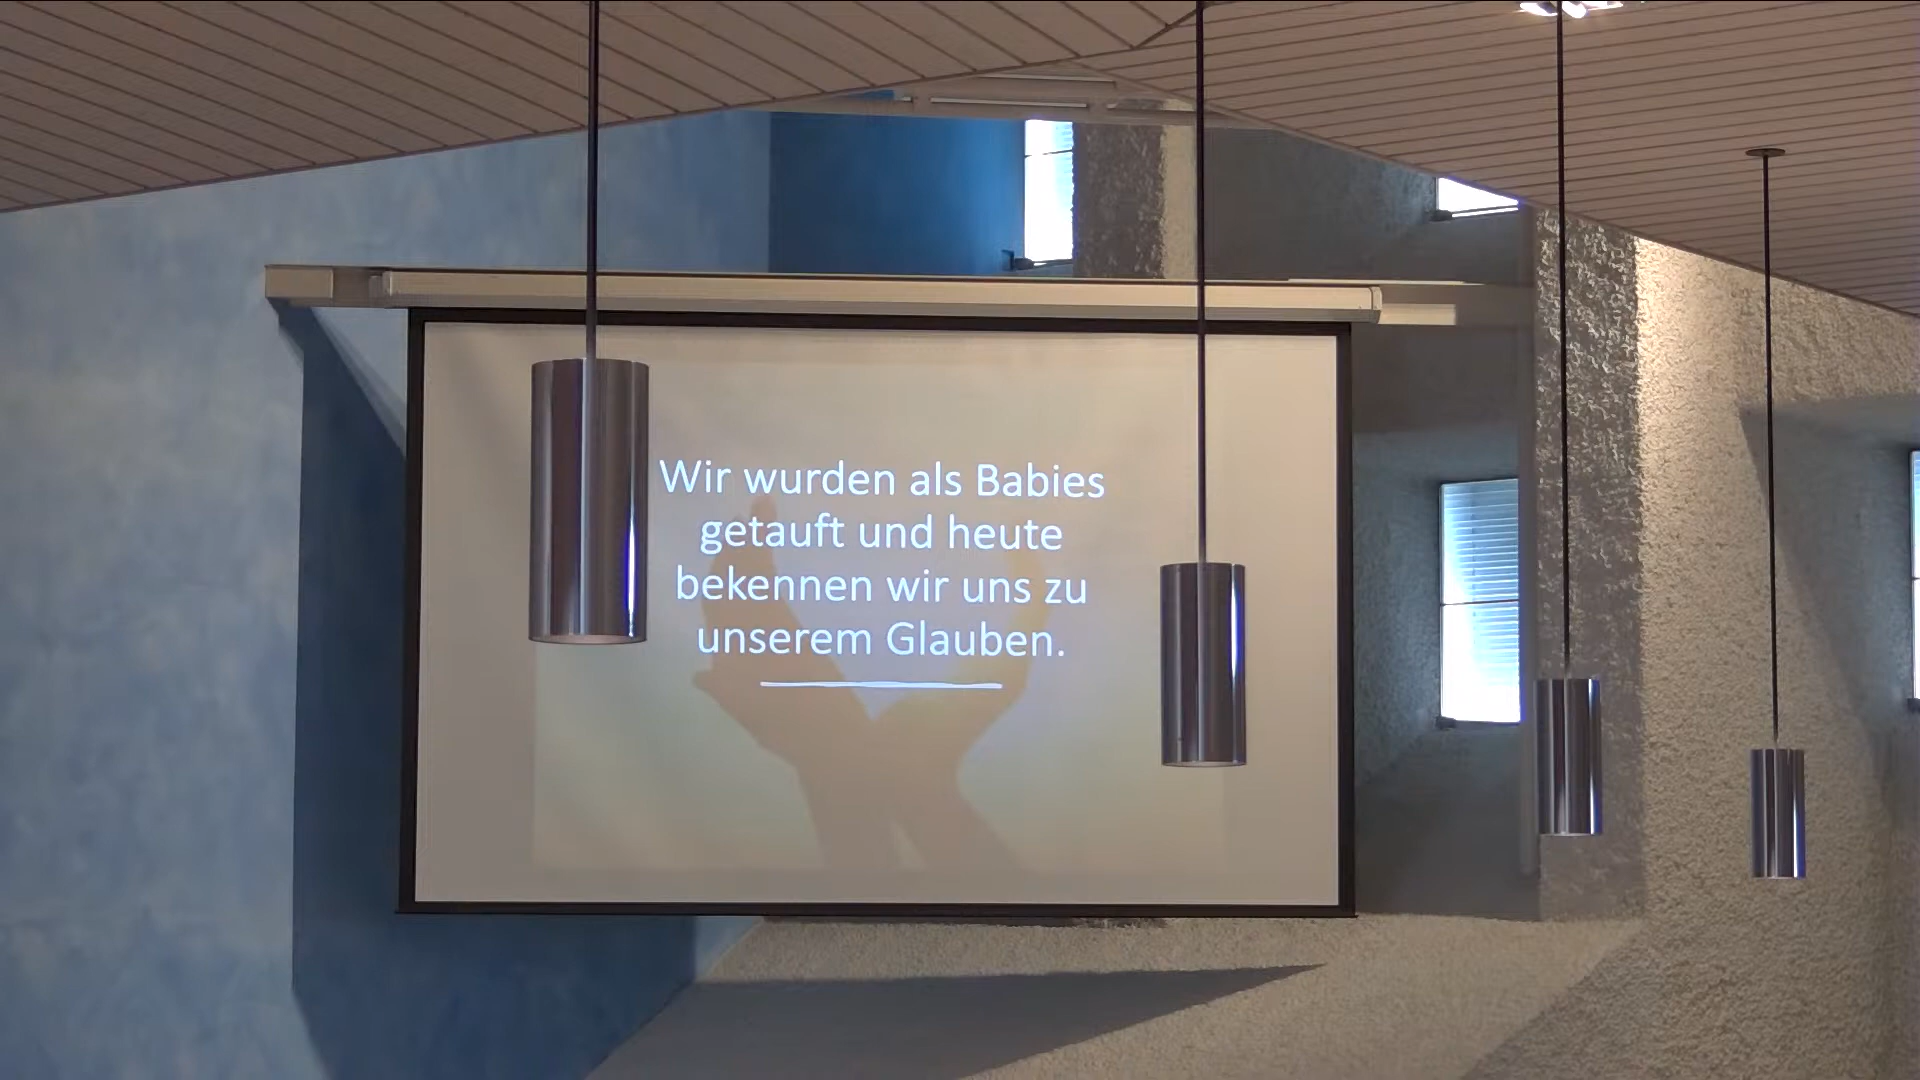 Wir wurden als Babies
getauft und heute
bekennen wir uns zu
unserem Glauben.